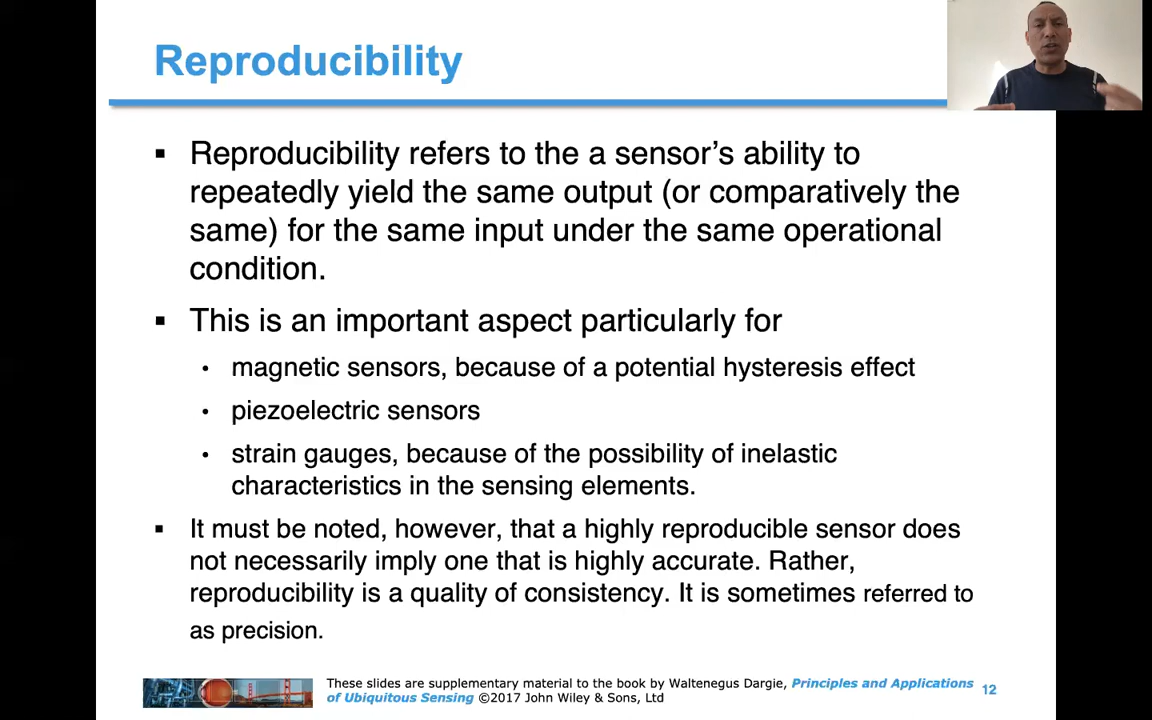 Reproducibility
▪ Reproducibility refers to the a sensor’s ability to
repeatedly yield the same output (or comparatively the
same) for the same input under the same operational
condition.
▪ This is an important aspect particularly for
• magnetic sensors, because of a potential hysteresis effect
• piezoelectric sensors
• strain gauges, because of the possibility of inelastic
characteristics in the sensing elements.
▪ It must be noted, however, that a highly reproducible sensor does
not necessarily imply one that is highly accurate. Rather,
reproducibility is a quality of consistency. It is sometimes referred to
as precision.
These slides are supplementary material to the book by Waltenegus Dargie, Principles and Applications
of Ubiquitous Sensing ©2017 John Wiley & Sons, Ltd
12